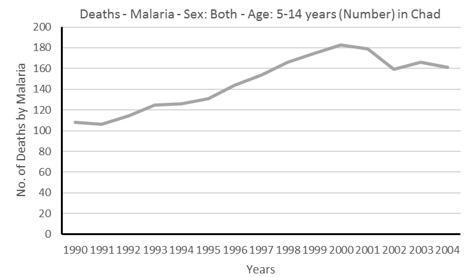 Deaths - Malaria - Sex: Both - Age: 5-14 years (Number) in Chad
200
180
160
140
120
100
80
60
40
20
0
No. of Deaths by Malaria
1990 1991 1992 1993 1994 1995 1996 1997 1998 1999 2000 2001 2002 2003 2004
Years